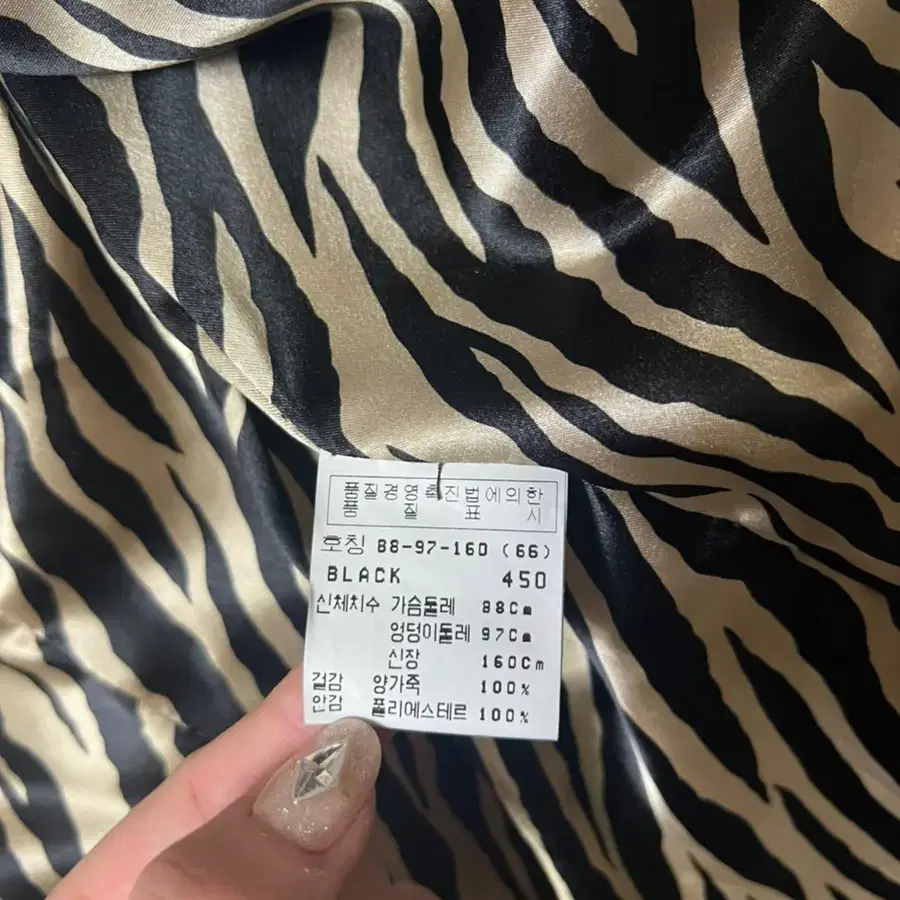 품질경영촉진법에의한
품 질 표 시
호칭 88-97-160 (66)
BLACK 450
신체치수 가슴둘레 88Cm
엉덩이둘레 97Cm
신장 160Cm
겉감 양가죽 100%
안감 폴리에스테르 100%